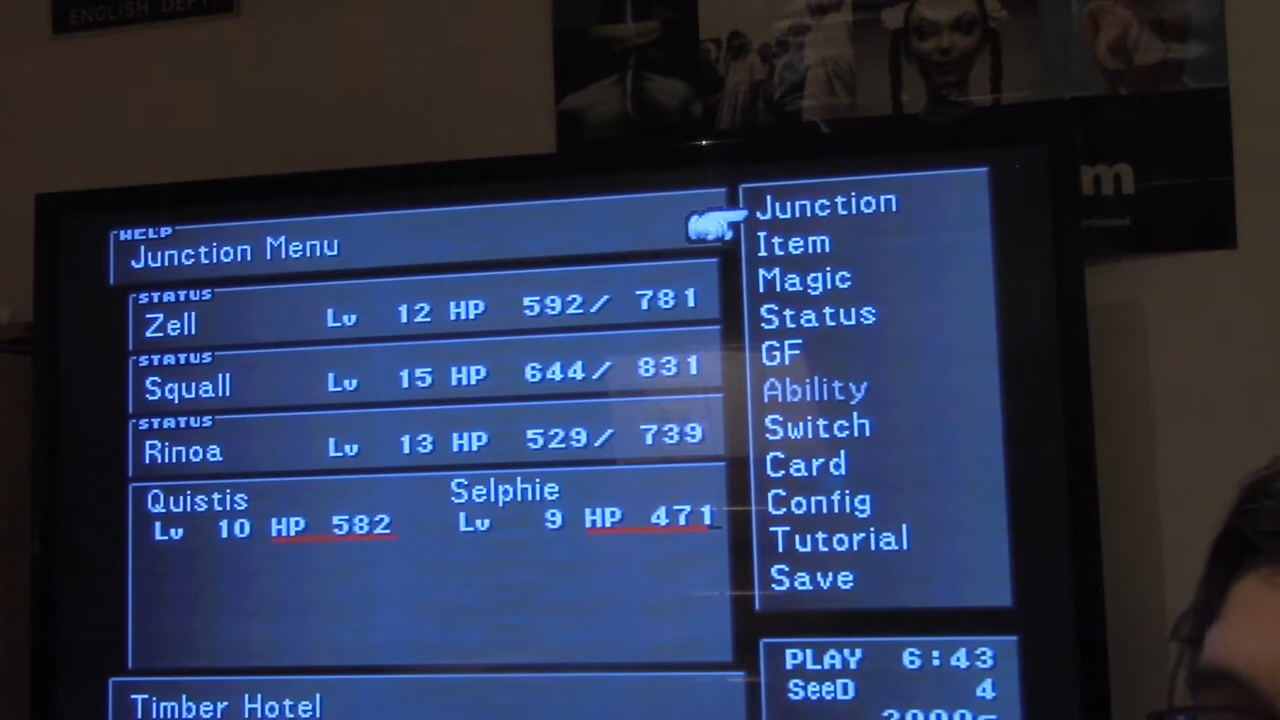 ENGLISH DEPT
m
HELP
Junction Menu
STATUS
Zell Lv 12 HP 592/ 781
STATUS
Squall Lv 15 HP 644/ 831
STATUS
Rinoa Lv 13 HP 529/ 739
Quistis Selphie
Lv 10 HP 582 Lv 9 HP 471
Junction
Item
Magic
Status
GF
Ability
Switch
Card
Config
Tutorial
Save
PLAY 6:43
SeeD 4
Timber Hotel